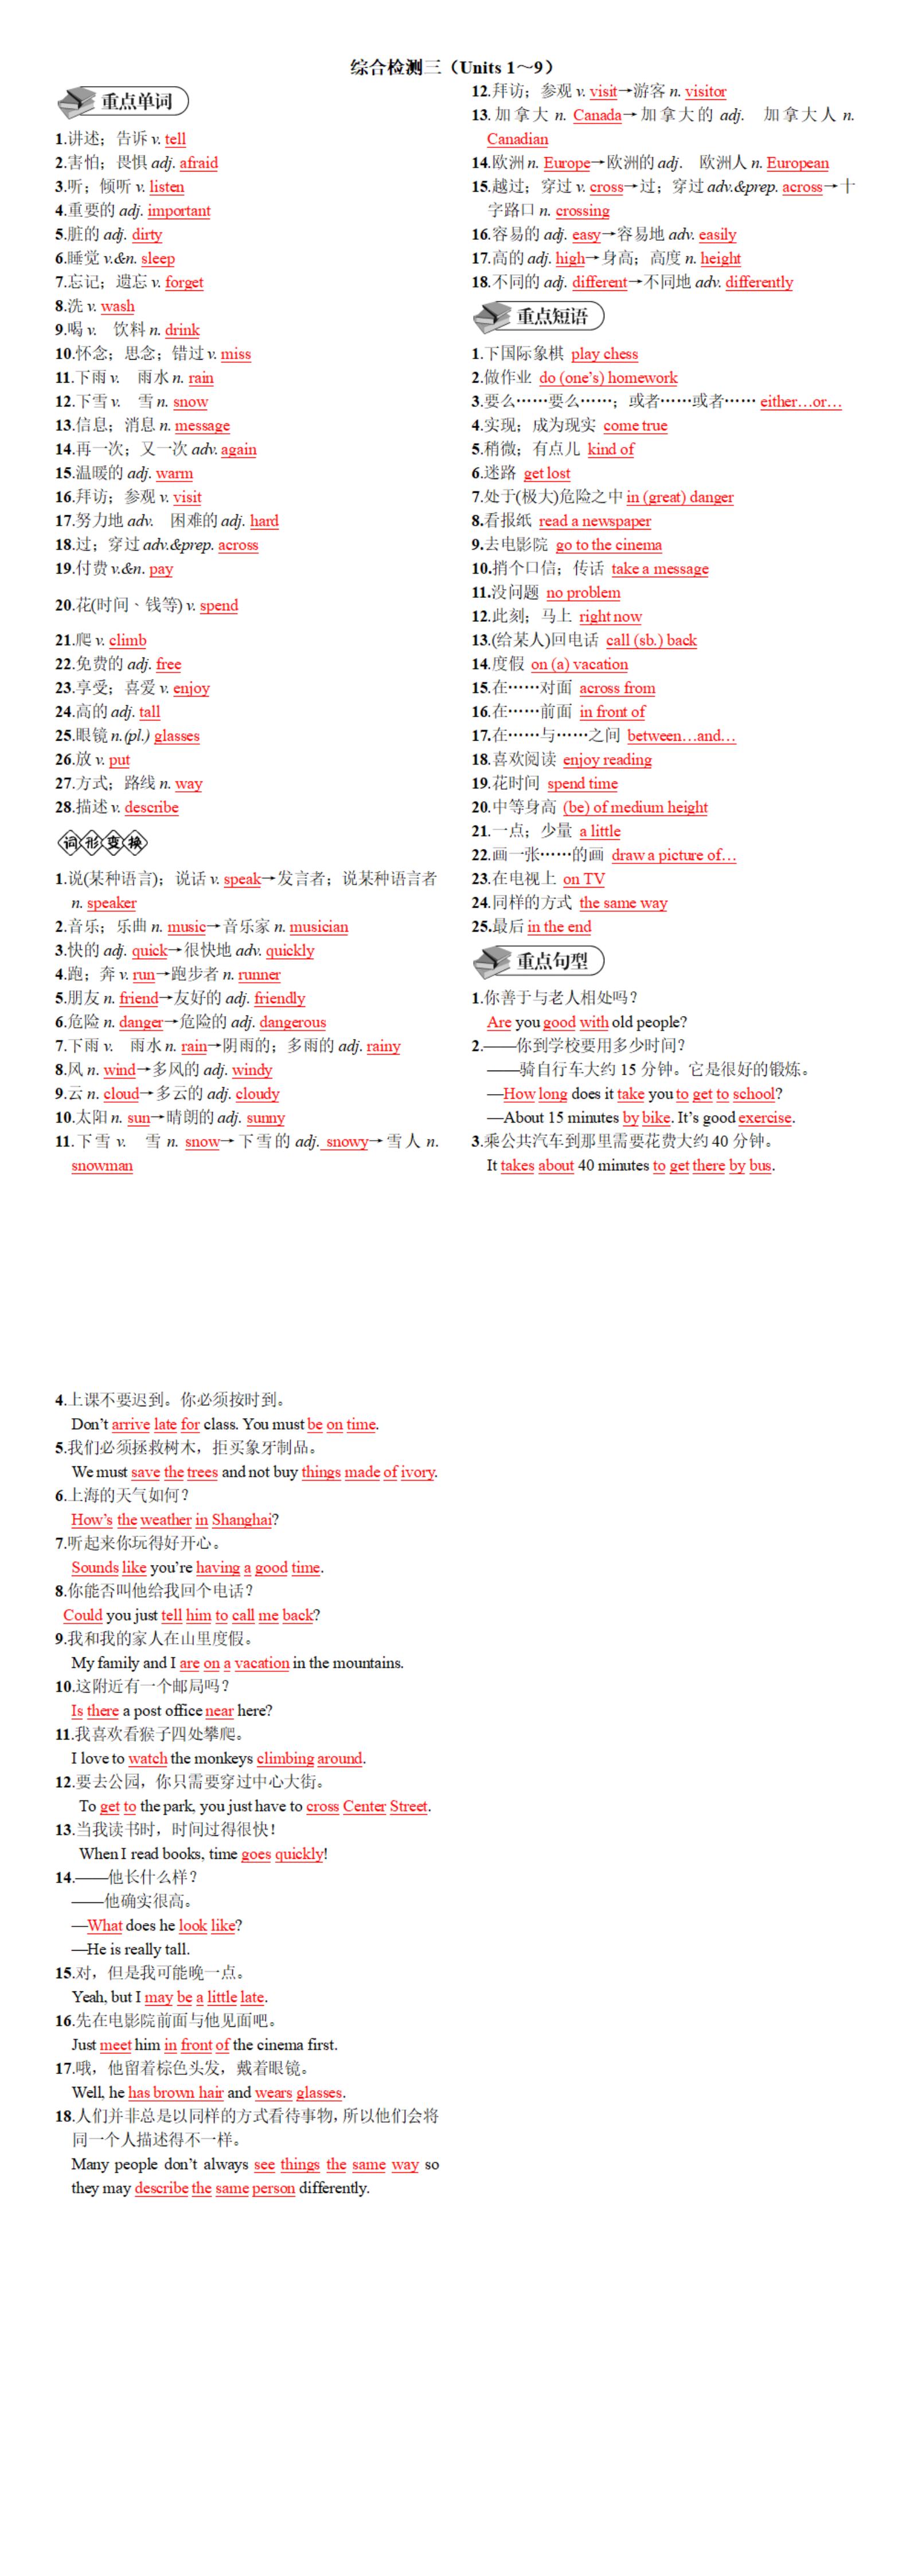 综合检测三（Units 1～9）
重点单词
1.讲述；告诉 v. tell
2.害怕；畏惧 adj. afraid
3.听；倾听 v. listen
4.重要的 adj. important
5.脏的 adj. dirty
6.睡觉 v.&n. sleep
7.忘记；遗忘 v. forget
8.洗 v. wash
9.喝 v. 饮料 n. drink
10.怀念；思念；错过 v. miss
11.下雨 v. 雨水 n. rain
12.下雪 v. 雪 n. snow
13.信息；消息 n. message
14.再一次；又一次 adv. again
15.温暖的 adj. warm
16.拜访；参观 v. visit
17.努力地 adv. 困难的 adj. hard
18.过；穿过 adv.&prep. across
19.付费 v.&n. pay
20.花(时间、钱等) v. spend
21.爬 v. climb
22.免费的 adj. free
23.享受；喜爱 v. enjoy
24.高的 adj. tall
25.眼镜 n.(pl.) glasses
26.放 v. put
27.方式；路线 n. way
28.描述 v. describe
词形变换
1.说(某种语言)；说话 v. speak→发言者；说某种语言者
n. speaker
2.音乐；乐曲 n. music→音乐家 n. musician
3.快的 adj. quick→很快地 adv. quickly
4.跑；奔 v. run→跑步者 n. runner
5.朋友 n. friend→友好的 adj. friendly
6.危险 n. danger→危险的 adj. dangerous
7.下雨 v. 雨水 n. rain→阴雨的；多雨的 adj. rainy
8.风 n. wind→多风的 adj. windy
9.云 n. cloud→多云的 adj. cloudy
10.太阳 n. sun→晴朗的 adj. sunny
11.下雪 v. 雪 n. snow→下雪的 adj. snowy→雪人 n.
snowman
12.拜访；参观 v. visit→游客 n. visitor
13.加拿大 n. Canada→加拿大的 adj. 加拿大人 n.
Canadian
14.欧洲 n. Europe→欧洲的 adj. 欧洲人 n. European
15.越过；穿过 v. cross→过；穿过 adv.&prep. across→十
字路口 n. crossing
16.容易的 adj. easy→容易地 adv. easily
17.高的 adj. high→身高；高度 n. height
18.不同的 adj. different→不同地 adv. differently
重点短语
1.下国际象棋 play chess
2.做作业 do (one's) homework
3.要么……要么……；或者……或者…… either…or…
4.实现；成为现实 come true
5.稍微；有点儿 kind of
6.迷路 get lost
7.处于(极大)危险之中 in (great) danger
8.看报纸 read a newspaper
9.去电影院 go to the cinema
10.捎个口信；传话 take a message
11.没问题 no problem
12.此刻；马上 right now
13.(给某人)回电话 call (sb.) back
14.度假 on (a) vacation
15.在……对面 across from
16.在……前面 in front of
17.在……与……之间 between…and…
18.喜欢阅读 enjoy reading
19.花时间 spend time
20.中等身高 (be) of medium height
21.一点；少量 a little
22.画一张……的画 draw a picture of…
23.在电视上 on TV
24.同样的方式 the same way
25.最后 in the end
重点句型
1.你善于与老人相处吗？
Are you good with old people?
2.——你到学校要用多少时间？
——骑自行车大约 15 分钟。它是很好的锻炼。
—How long does it take you to get to school?
—About 15 minutes by bike. It's good exercise.
3.乘公共汽车到那里需要花费大约 40 分钟。
It takes about 40 minutes to get there by bus.
4.上课不要迟到。你必须按时到。
Don't arrive late for class. You must be on time.
5.我们必须拯救树木，拒买象牙制品。
We must save the trees and not buy things made of ivory.
6.上海的天气如何？
How's the weather in Shanghai?
7.听起来你玩得好开心。
Sounds like you're having a good time.
8.你能否叫他给我回个电话？
Could you just tell him to call me back?
9.我和我的家人在山里度假。
My family and I are on a vacation in the mountains.
10.这附近有一个邮局吗？
Is there a post office near here?
11.我喜欢看猴子四处攀爬。
I love to watch the monkeys climbing around.
12.要去公园，你只需要穿过中心大街。
To get to the park, you just have to cross Center Street.
13.当我读书时，时间过得很快！
When I read books, time goes quickly!
14.——他长什么样？
——他确实很高。
—What does he look like?
—He is really tall.
15.对，但是我可能晚一点。
Yeah, but I may be a little late.
16.先在电影院前面与他见面吧。
Just meet him in front of the cinema first.
17.哦，他留着棕色头发，戴着眼镜。
Well, he has brown hair and wears glasses.
18.人们并非总是以同样的方式看待事物，所以他们会将
同一个人描述得不一样。
Many people don't always see things the same way so
they may describe the same person differently.